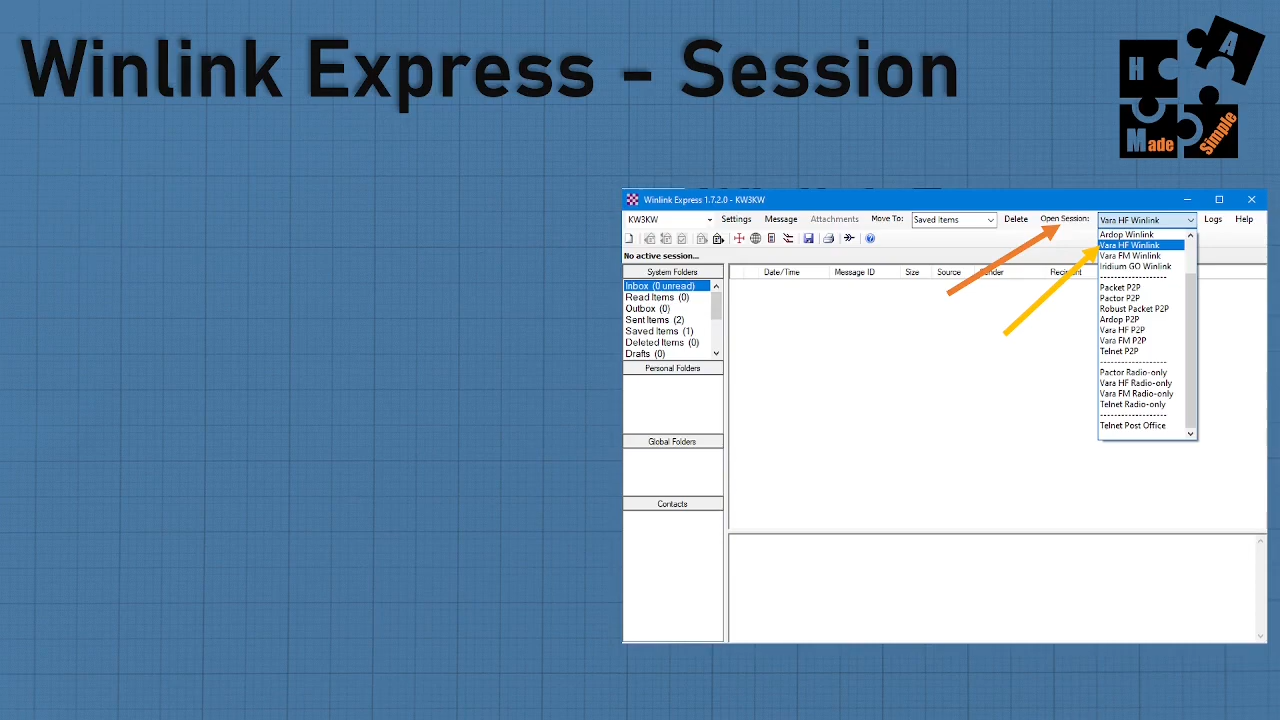 Winlink Express - Session
H A
Made Simple
Winlink Express 1.7.2.0 - KW3KW
KW3KW Settings Message Attachments Move To: Saved Items Delete Open Session: Vara HF Winlink Logs Help
No active session...
System Folders
Inbox (0 unread)
Read Items (0)
Outbox (0)
Sent Items (2)
Saved Items (1)
Deleted Items (0)
Drafts (0)
Personal Folders
Global Folders
Contacts
Date/Time Message ID Size Source
Ardop Winlink
Vara HF Winlink
Vara FM Winlink
Iridium GO Winlink
--------------------
Packet P2P
Pactor P2P
Robust Packet P2P
Ardop P2P
Vara HF P2P
Vara FM P2P
Telnet P2P
--------------------
Pactor Radio-only
Vara HF Radio-only
Vara FM Radio-only
Telnet Radio-only
--------------------
Telnet Post Office